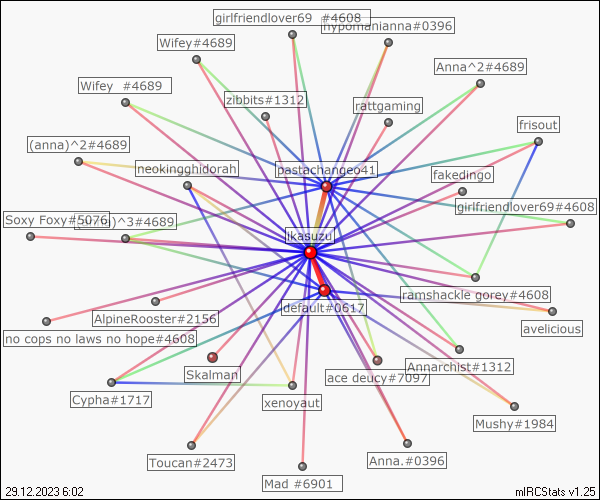 girlfriendlover69 #4608
hypomanianna#0396
Wifey#4689
Anna^2#4689
Wifey #4689
zibbits#1312
rattgaming
frisout
(anna)^2#4689
neokingghidorah
pastachangeo41
fakedingo
girlfriendlover69#4608
Soxy Foxy#5076
)^3#4689
ikasuzu
ramshackle gorey#4608
AlpineRooster#2156
default#0617
avelicious
no cops no laws no hope#4608
Skalman
ace deucy#7097
Annarchist#1312
Cypha#1717
xenoyaut
Mushy#1984
Toucan#2473
Anna.#0396
Mad #6901
29.12.2023 6:02
mIRCStats v1.25